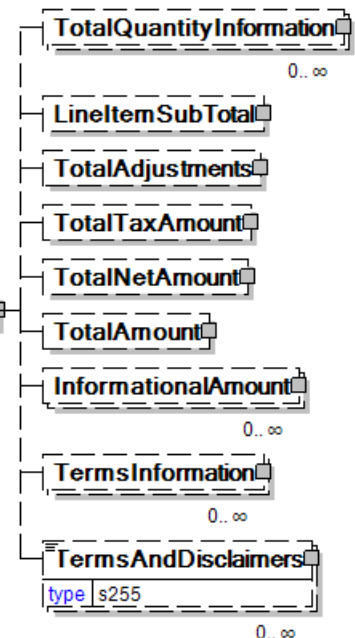 TotalQuantityInformation
0.. ∞
LineItemSubTotal
TotalAdjustments
TotalTaxAmount
TotalNetAmount
TotalAmount
InformationalAmount
0.. ∞
TermsInformation
0.. ∞
TermsAndDisclaimers
type s255
0.. ∞